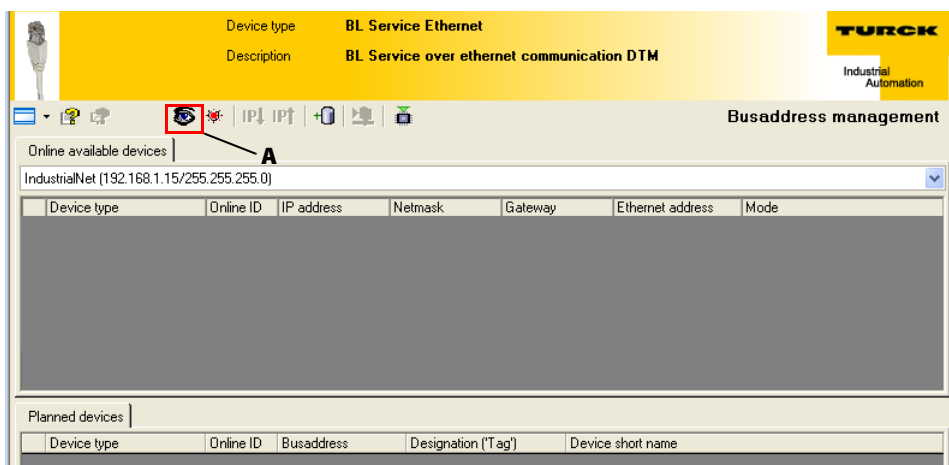 Device type BL Service Ethernet
TURCK
Description BL Service over ethernet communication DTM
Industrial
Automation
IP IP Busaddress management
A
Online available devices
IndustrialNet (192.168.1.15/255.255.255.0)
Device type Online ID IP address Netmask Gateway Ethernet address Mode
Planned devices
Device type Online ID Busaddress Designation ('Tag') Device short name